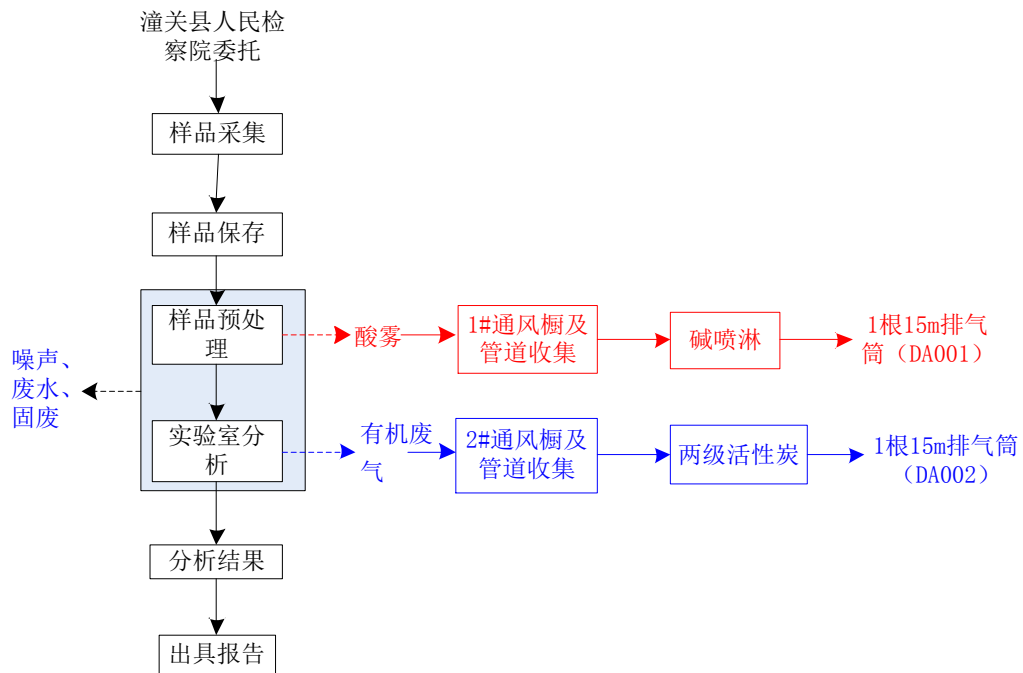 潼关县人民检
察院委托
样品采集
样品保存
样品预处
理
酸雾
1#通风橱及
管道收集
碱喷淋
1根15m排气
筒（DA001）
噪声、
废水、
固废
实验室分
析
有机废
气
2#通风橱及
管道收集
两级活性炭
1根15m排气筒
（DA002）
分析结果
出具报告